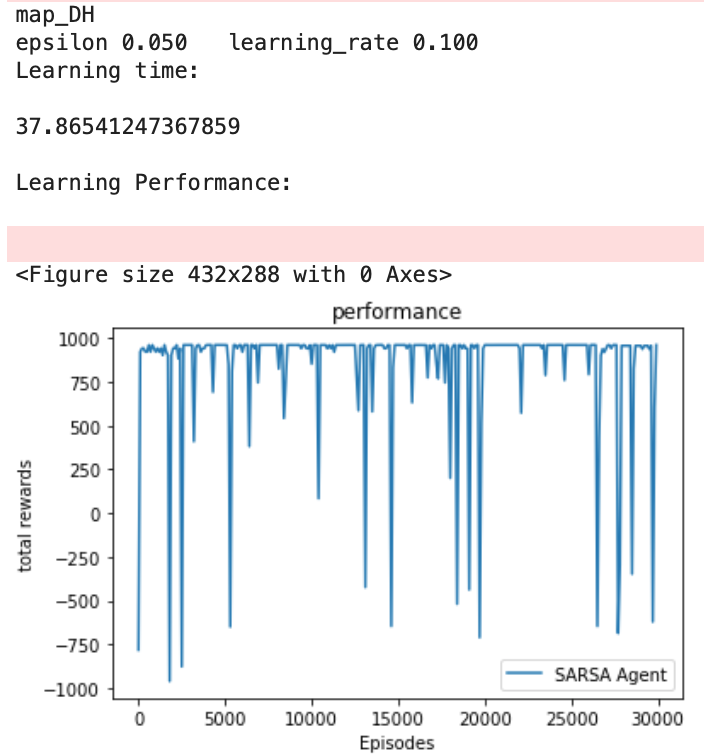 map_DH
epsilon 0.050   learning_rate 0.100
Learning time:
37.86541247367859
Learning Performance:
<Figure size 432x288 with 0 Axes>
performance
1000
750
500
250
0
−250
−500
−750
−1000
total rewards
SARSA Agent
0 5000 10000 15000 20000 25000 30000
Episodes